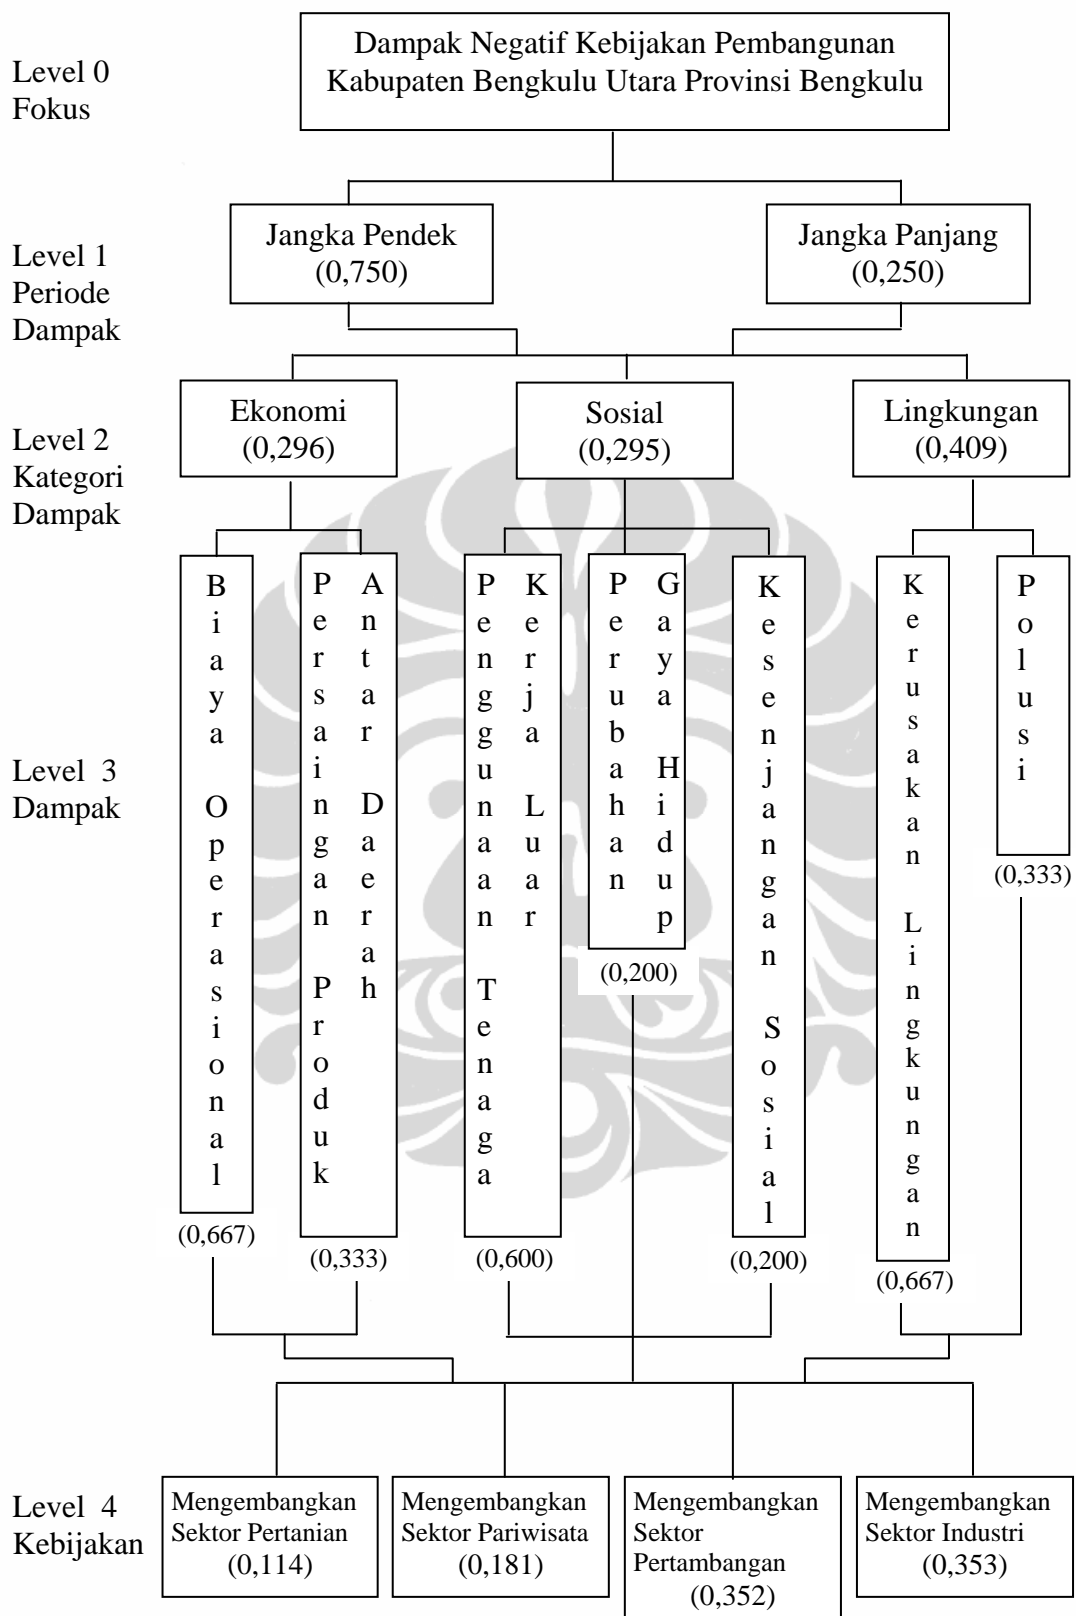 Level 0
Fokus
Dampak Negatif Kebijakan Pembangunan
Kabupaten Bengkulu Utara Provinsi Bengkulu
Level 1
Periode
Dampak
Jangka Pendek
(0,750)
Jangka Panjang
(0,250)
Level 2
Kategori
Dampak
Ekonomi
(0,296)
Sosial
(0,295)
Lingkungan
(0,409)
Level 3
Dampak
Biaya Operasional
(0,667)
Persaingan Produk
Antar Daerah
(0,333)
Pengunaan Tenaga
Kerja Luar
(0,600)
Perubahan
Gaya Hidup
(0,200)
Kesenjangan Sosial
(0,200)
Kerusakan Lingkungan
(0,667)
Polusi
(0,333)
Level 4
Kebijakan
Mengembangkan
Sektor Pertanian
(0,114)
Mengembangkan
Sektor Pariwisata
(0,181)
Mengembangkan
Sektor
Pertambangan
(0,352)
Mengembangkan
Sektor Industri
(0,353)